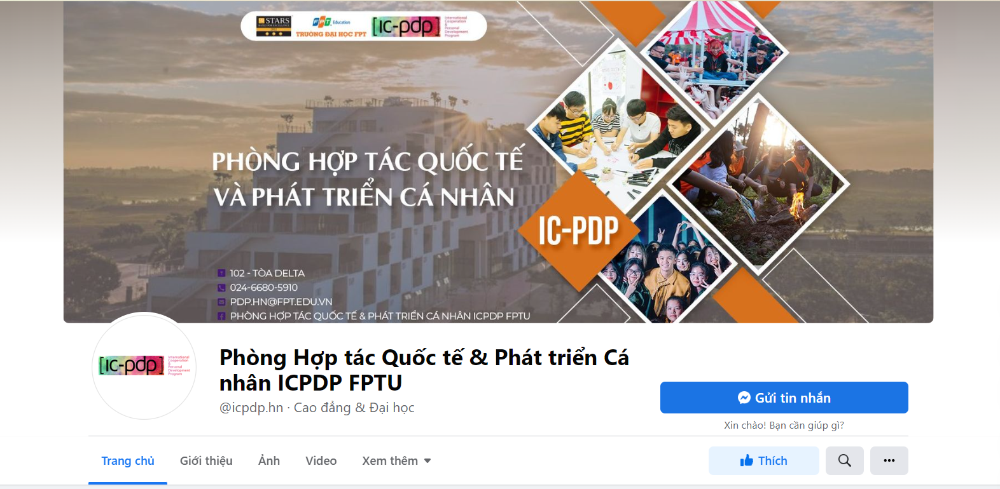 STARS
RATED FOR EXCELLENCE
FPT Education
TRƯỜNG ĐẠI HỌC FPT
[ic-pdp]
International
Cooperation
&
Personal
Development
Program
PHÒNG HỢP TÁC QUỐC TẾ
VÀ PHÁT TRIỂN CÁ NHÂN
IC-PDP
102 - TÒA DELTA
024-6680-5910
PDP.HN@FPT.EDU.VN
PHÒNG HỢP TÁC QUỐC TẾ & PHÁT TRIỂN CÁ NHÂN ICPDP FPTU
[ic-pdp]
International
Cooperation
&
Personal
Development
Program
Phòng Hợp tác Quốc tế & Phát triển Cá
nhân ICPDP FPTU
@icpdp.hn · Cao đẳng & Đại học
Gửi tin nhắn
Xin chào! Bạn cần giúp gì?
Trang chủ Giới thiệu Ảnh Video Xem thêm
Thích